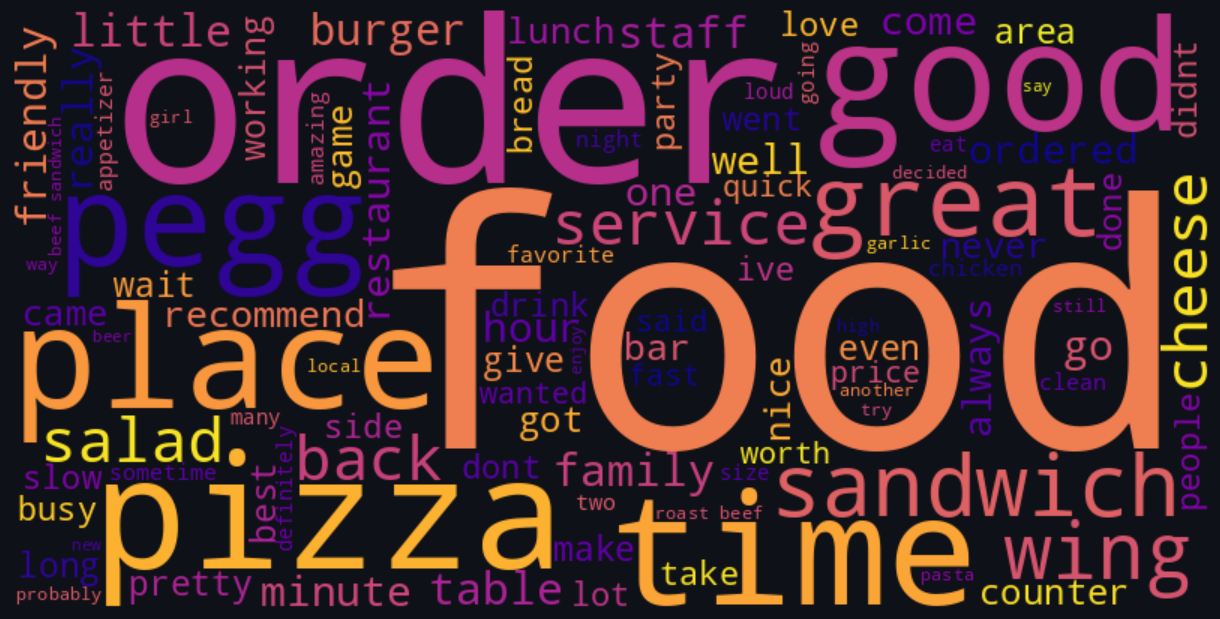 little
burger
lunch
staff
love
come
area
friendly
really
appetizer
order
girl
working
amazing
game
restaurant
bread
night
party
loud
went
going
good
say
didnt
eat
ordered
beef sandwich
way
pegg
well
one
quick
decided
great
service
garlic
never
chicken
done
cheese
favorite
ive
wait
came
recommend
beer
place
local
food
drink
hour
enjoy
give
wanted
got
said
bar
fast
nice
high
even
price
another
try
always
still
go
clean
people
many
salad
side
back
slow
sometime
best
definitely
dont
family
worth
size
sandwich
busy
pizza
two
roast beef
time
wing
new
long
probably
pretty
minute
table
make
lot
take
pasta
counter